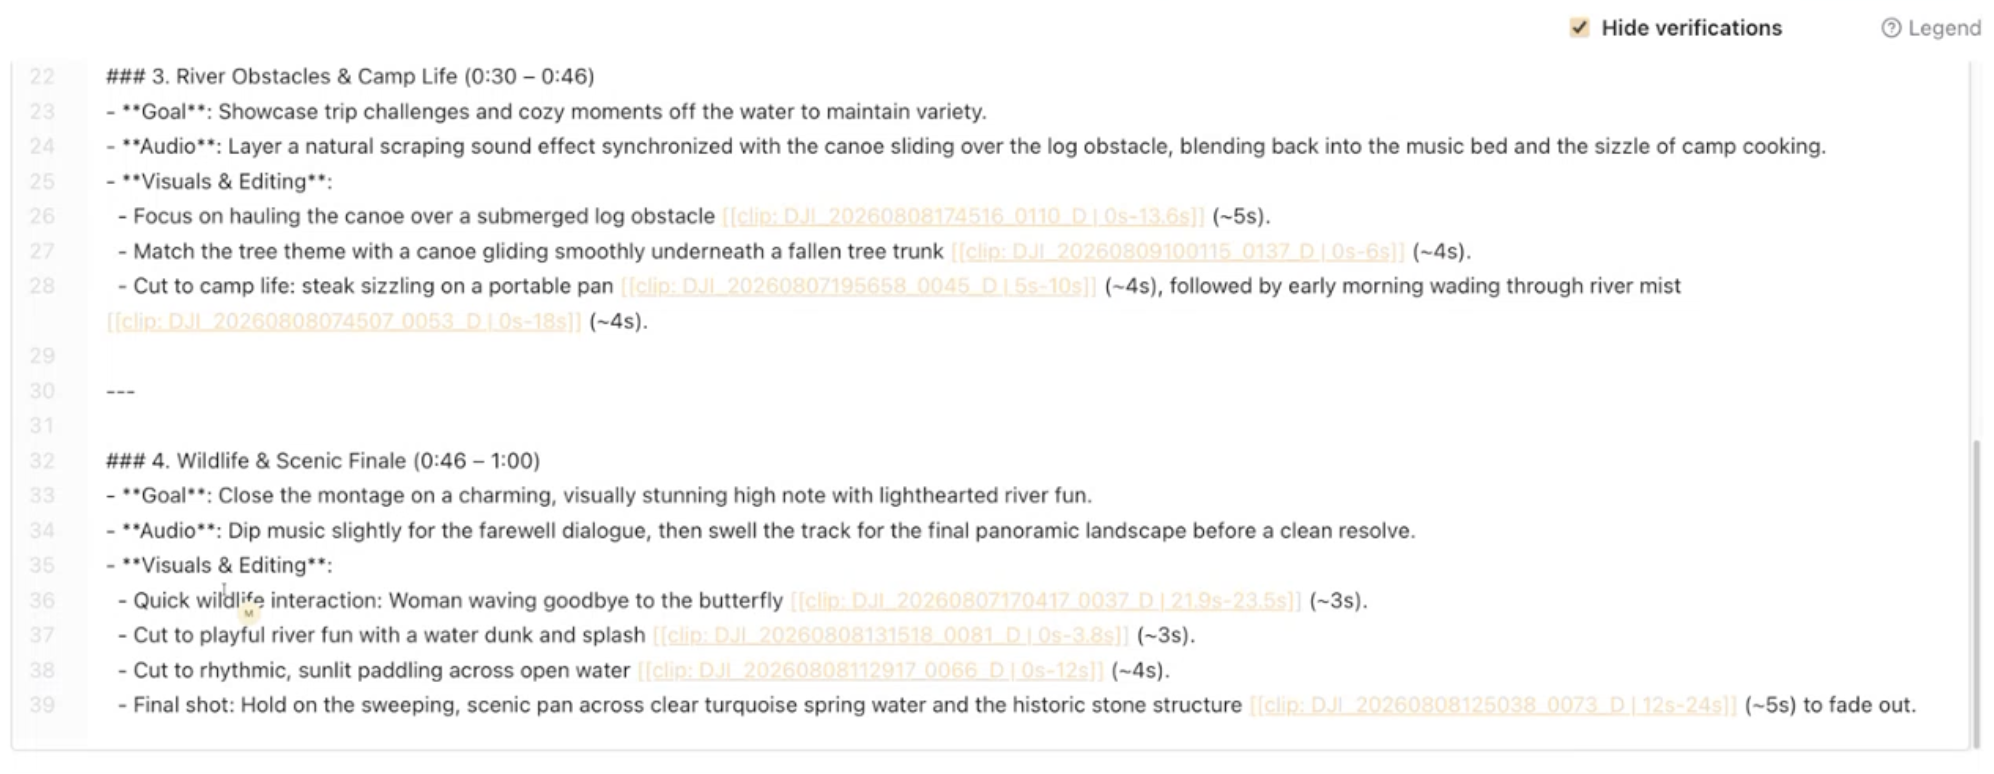 Hide verifications
Legend
22 ### 3. River Obstacles & Camp Life (0:30 – 0:46)
23 - **Goal**: Showcase trip challenges and cozy moments off the water to maintain variety.
24 - **Audio**: Layer a natural scraping sound effect synchronized with the canoe sliding over the log obstacle, blending back into the music bed and the sizzle of camp cooking.
25 - **Visuals & Editing**:
26 - Focus on hauling the canoe over a submerged log obstacle [[clip: DJI_20260808174516_0110_D | 0s-13.6s]] (~5s).
27 - Match the tree theme with a canoe gliding smoothly underneath a fallen tree trunk [[clip: DJI_20260809100115_0137_D | 0s-6s]] (~4s).
28 - Cut to camp life: steak sizzling on a portable pan [[clip: DJI_20260807195658_0045_D | 5s-10s]] (~4s), followed by early morning wading through river mist
[[clip: DJI_20260808074507_0053_D | 0s-18s]] (~4s).
29
30 ---
31
32 ### 4. Wildlife & Scenic Finale (0:46 – 1:00)
33 - **Goal**: Close the montage on a charming, visually stunning high note with lighthearted river fun.
34 - **Audio**: Dip music slightly for the farewell dialogue, then swell the track for the final panoramic landscape before a clean resolve.
35 - **Visuals & Editing**:
36 - Quick wildlife interaction: Woman waving goodbye to the butterfly [[clip: DJI_20260807170417_0037_D | 21.9s-23.5s]] (~3s).
M
37 - Cut to playful river fun with a water dunk and splash [[clip: DJI_20260808131518_0081_D | 0s-3.8s]] (~3s).
38 - Cut to rhythmic, sunlit paddling across open water [[clip: DJI_20260808112917_0066_D | 0s-12s]] (~4s).
39 - Final shot: Hold on the sweeping, scenic pan across clear turquoise spring water and the historic stone structure [[clip: DJI_20260808125038_0073_D | 12s-24s]] (~5s) to fade out.